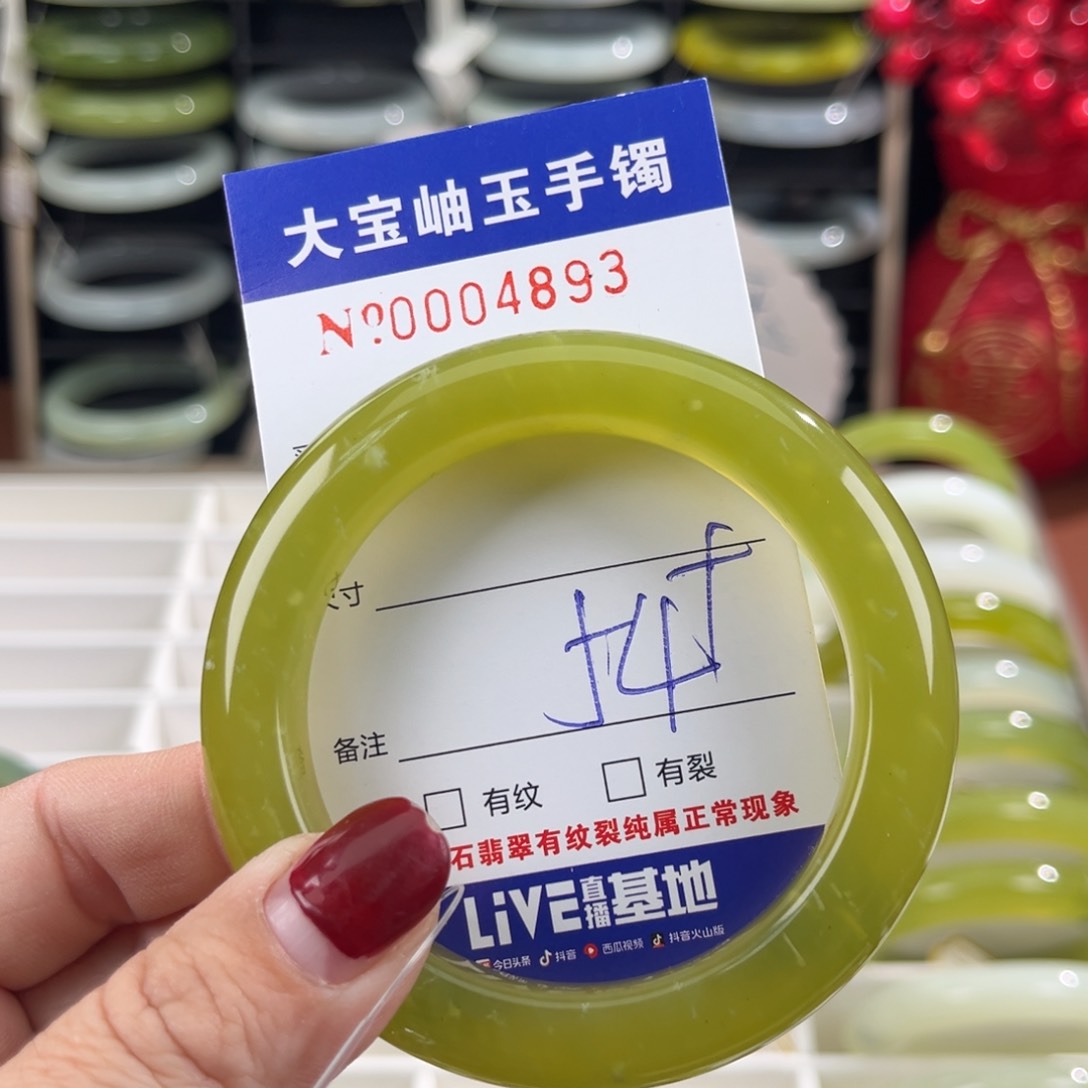 大宝岫玉手镯
Nº0004893
寸
备注
有纹 有裂
石翡翠有纹裂纯属正常现象
LiVE直播基地
今日头条 抖音 西瓜视频 抖音火山版